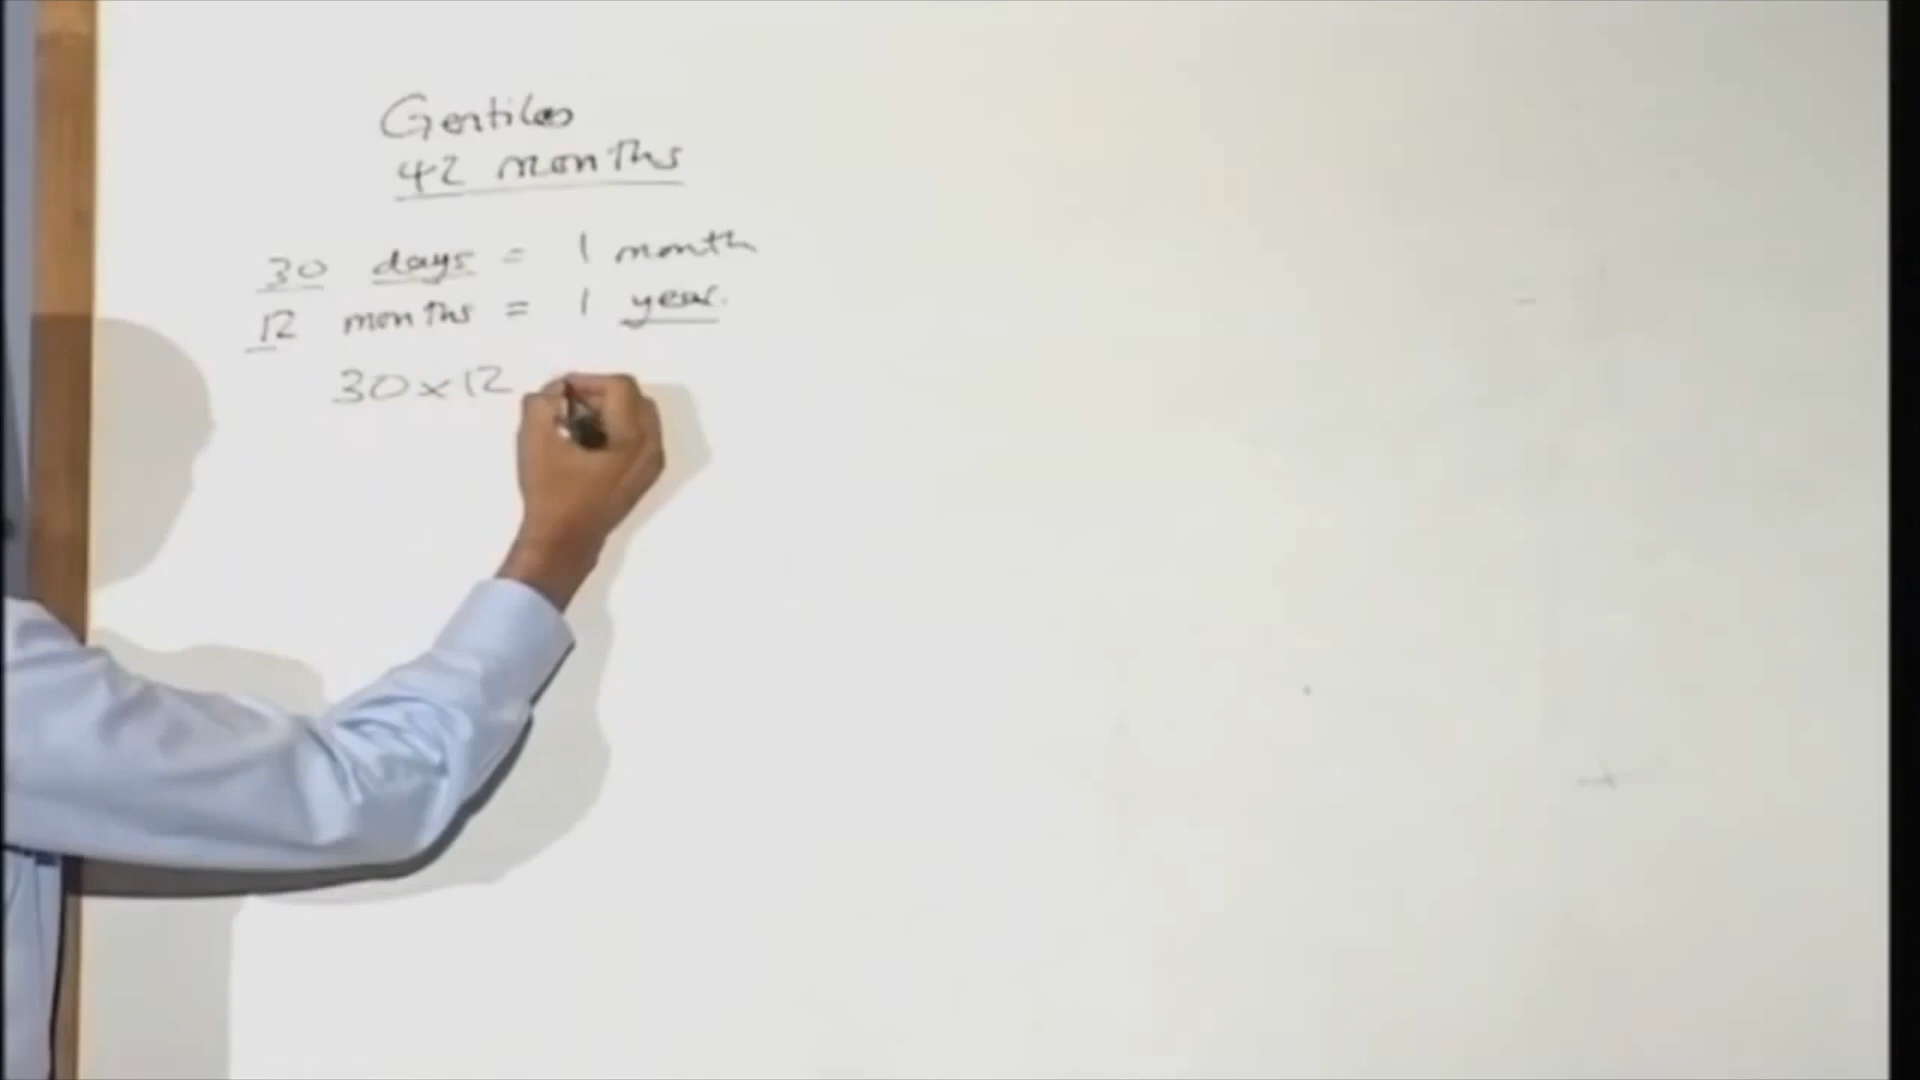 Gentiles
42 months
30 days = 1 month
12 months = 1 year.
30 x 12